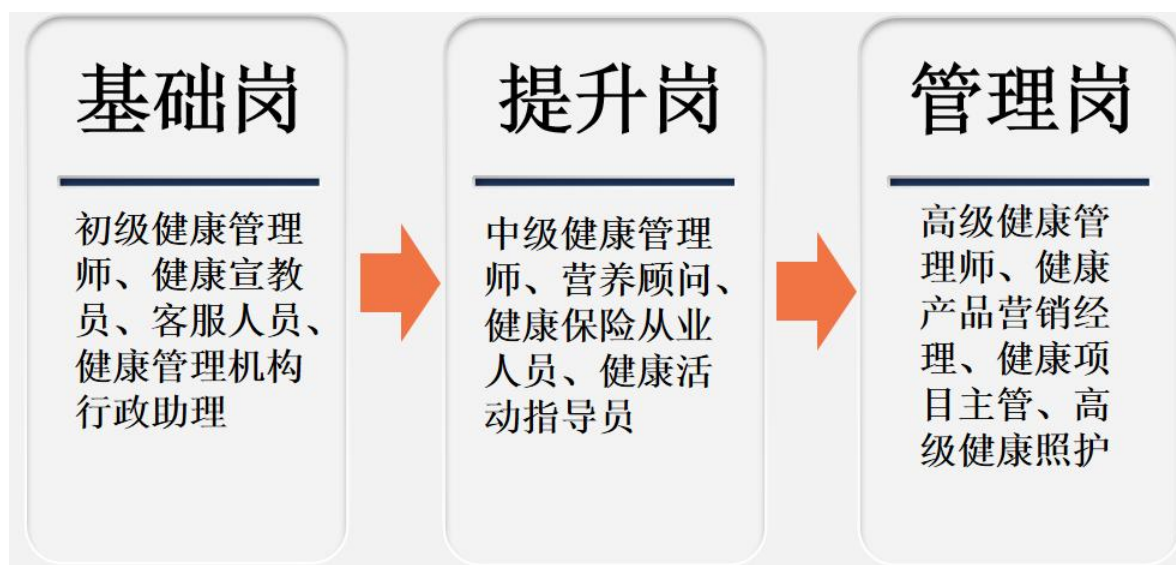 基础岗
初级健康管理
师、健康宣教
员、客服人员、
健康管理机构
行政助理
提升岗
中级健康管理
师、营养顾问、
健康保险从业
人员、健康活
动指导员
管理岗
高级健康管
理师、健康
产品营销经
理、健康项
目主管、高
级健康照护